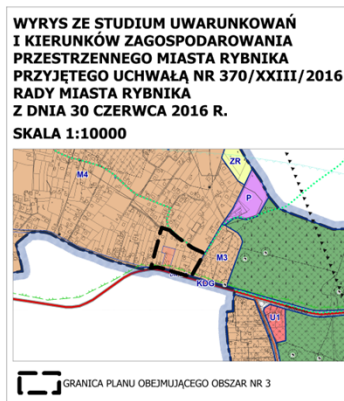 WYRYS ZE STUDIUM UWARUNKOWAŃ
I KIERUNKÓW ZAGOSPODAROWANIA
PRZESTRZENNEGO MIASTA RYBNIKA
PRZYJĘTEGO UCHWAŁĄ NR 370/XXIII/2016
RADY MIASTA RYBNIKA
Z DNIA 30 CZERWCA 2016 R.
SKALA 1:10000
ZR
M4
P
M3
KDG
U1
GRANICA PLANU OBEJMUJĄCEGO OBSZAR NR 3